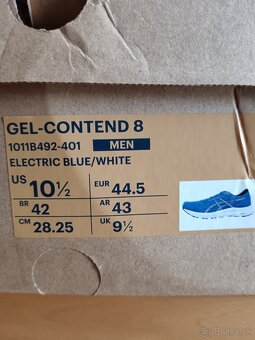 GEL-CONTEND 8
1011B492-401 MEN
ELECTRIC BLUE/WHITE
US 10½ EUR 44.5
BR 42 AR 43
CM 28.25 UK 9½